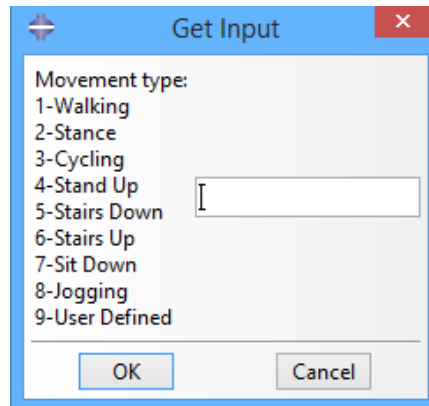 Get Input
Movement type:
1-Walking
2-Stance
3-Cycling
4-Stand Up
5-Stairs Down
6-Stairs Up
7-Sit Down
8-Jogging
9-User Defined
OK Cancel